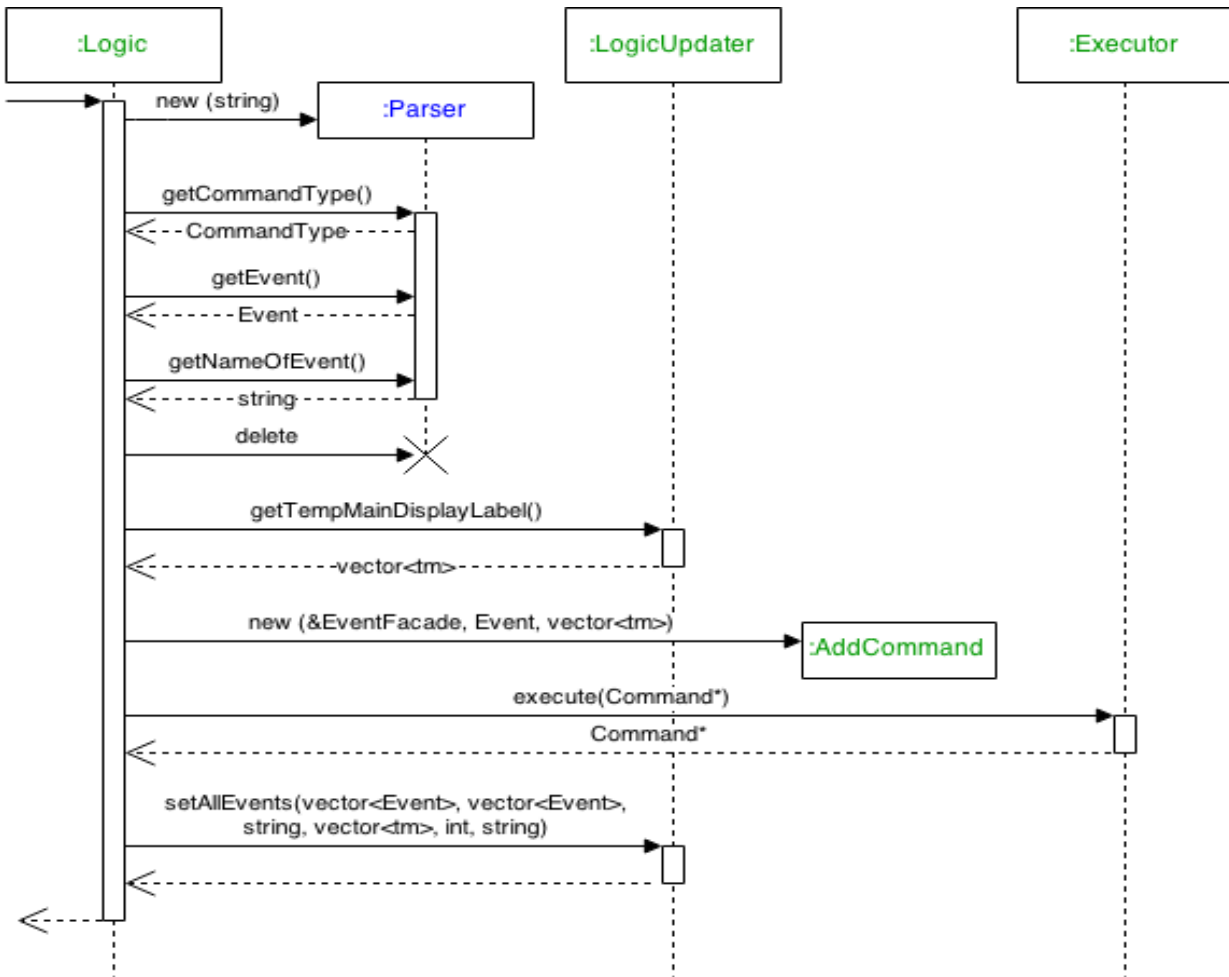 :Logic
:LogicUpdater
:Executor
new (string)
:Parser
getCommandType()
CommandType
getEvent()
Event
getNameOfEvent()
string
delete
getTempMainDisplayLabel()
vector<tm>
new (&EventFacade, Event, vector<tm>)
:AddCommand
execute(Command*)
Command*
setAllEvents(vector<Event>, vector<Event>,
string, vector<tm>, int, string)